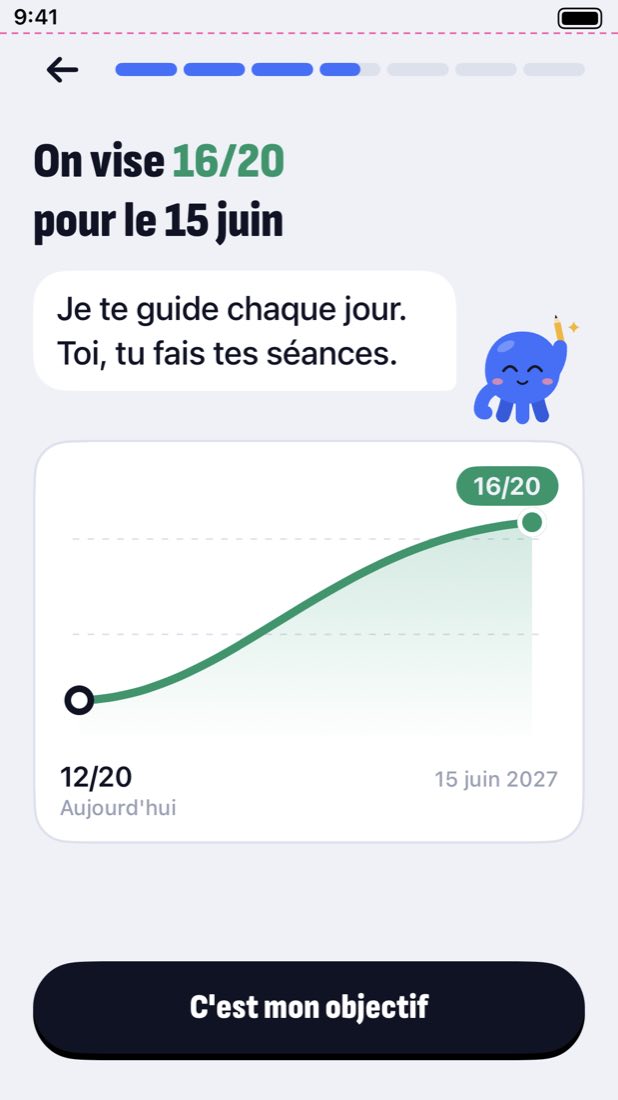 9:41
On vise 16/20
pour le 15 juin
Je te guide chaque jour.
Toi, tu fais tes séances.
16/20
12/20
15 juin 2027
Aujourd'hui
C'est mon objectif